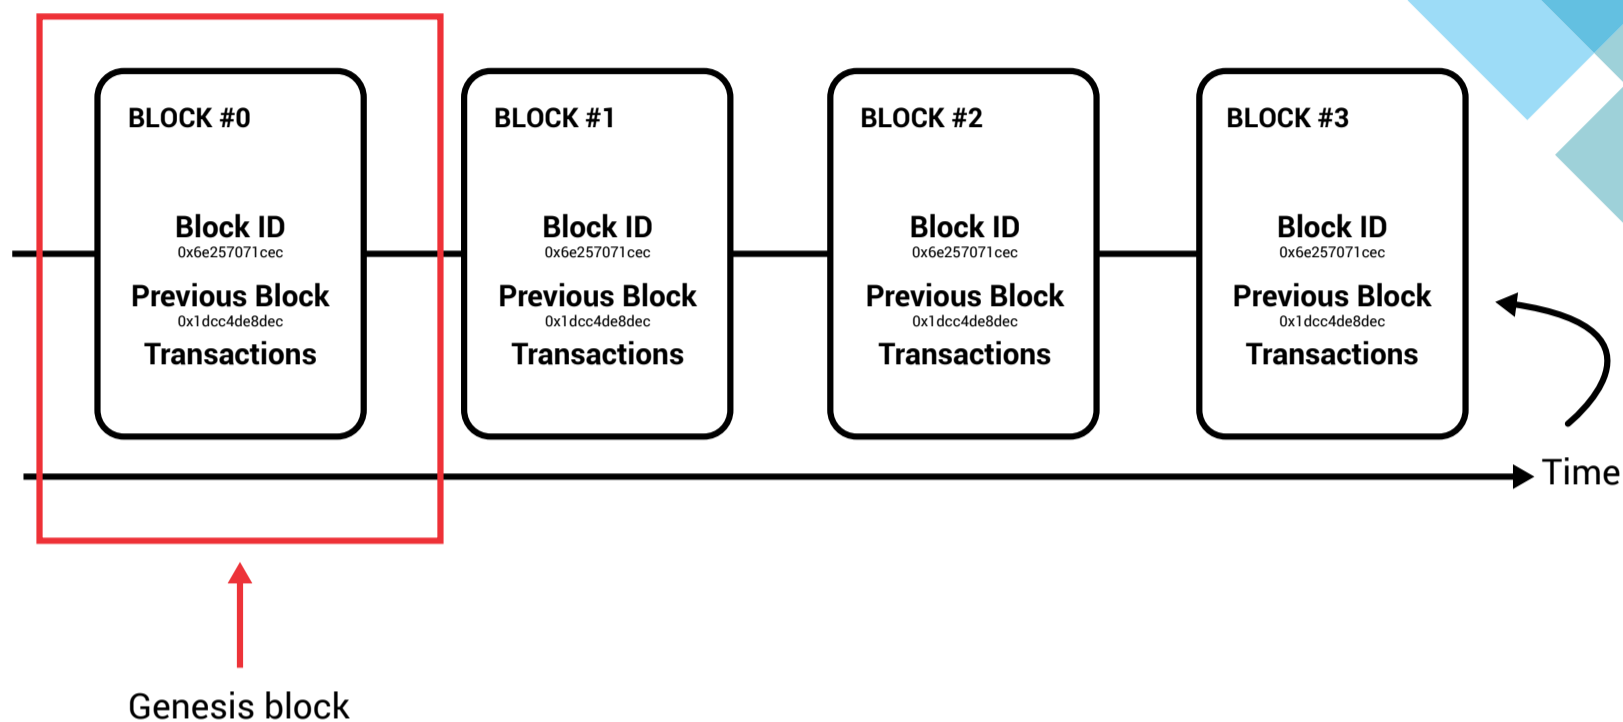 BLOCK #0
Block ID
0x6e257071cec
Previous Block
0x1dcc4de8dec
Transactions
BLOCK #1
Block ID
0x6e257071cec
Previous Block
0x1dcc4de8dec
Transactions
BLOCK #2
Block ID
0x6e257071cec
Previous Block
0x1dcc4de8dec
Transactions
BLOCK #3
Block ID
0x6e257071cec
Previous Block
0x1dcc4de8dec
Transactions
Time
Genesis block